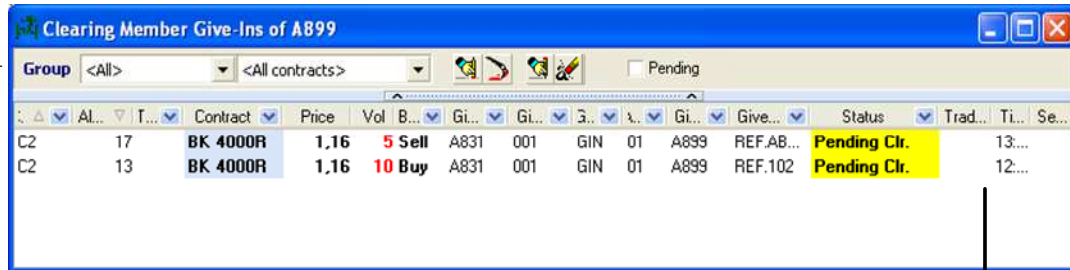 Clearing Member Give-Ins of A899
Group <All> <All contracts> Pending
AL... T... Contract Price Vol B... Gi... Gi... G.. Gi... Give... Status Trad... Ti... Se...
C2 17 BK 4000R 1,16 5 Sell A831 001 GIN 01 A899 REF.AB... Pending Clr. 13:...
C2 13 BK 4000R 1,16 10 Buy A831 001 GIN 01 A899 REF.102 Pending Clr. 12:...